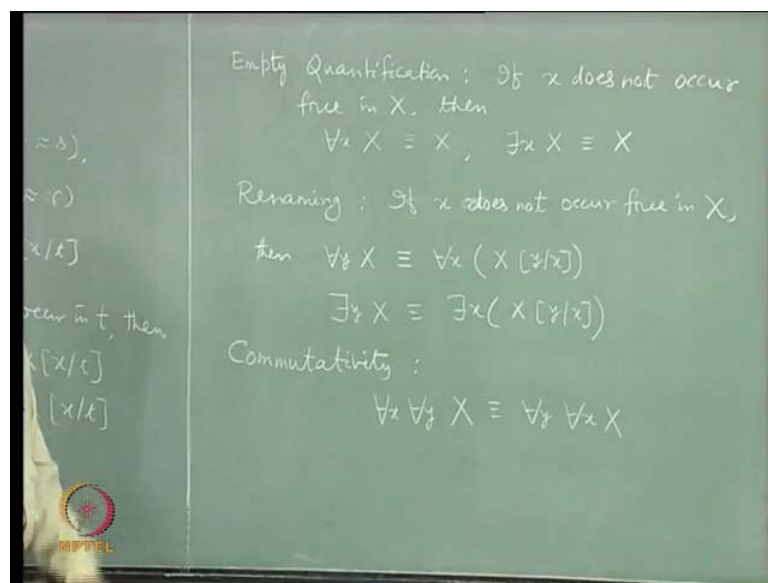 ≈ s),
≈ r)
x/t]
occur in t, then
X[x/t]
[x/t]
Empty Quantification : If x does not occur
free in X, then
∀x X ≡ X, ∃x X ≡ X
Renaming : If x does not occur free in X,
then ∀y X ≡ ∀x (X [y/x])
∃y X ≡ ∃x (X [y/x])
Commutativity :
∀x ∀y X ≡ ∀y ∀x X
NPTEL